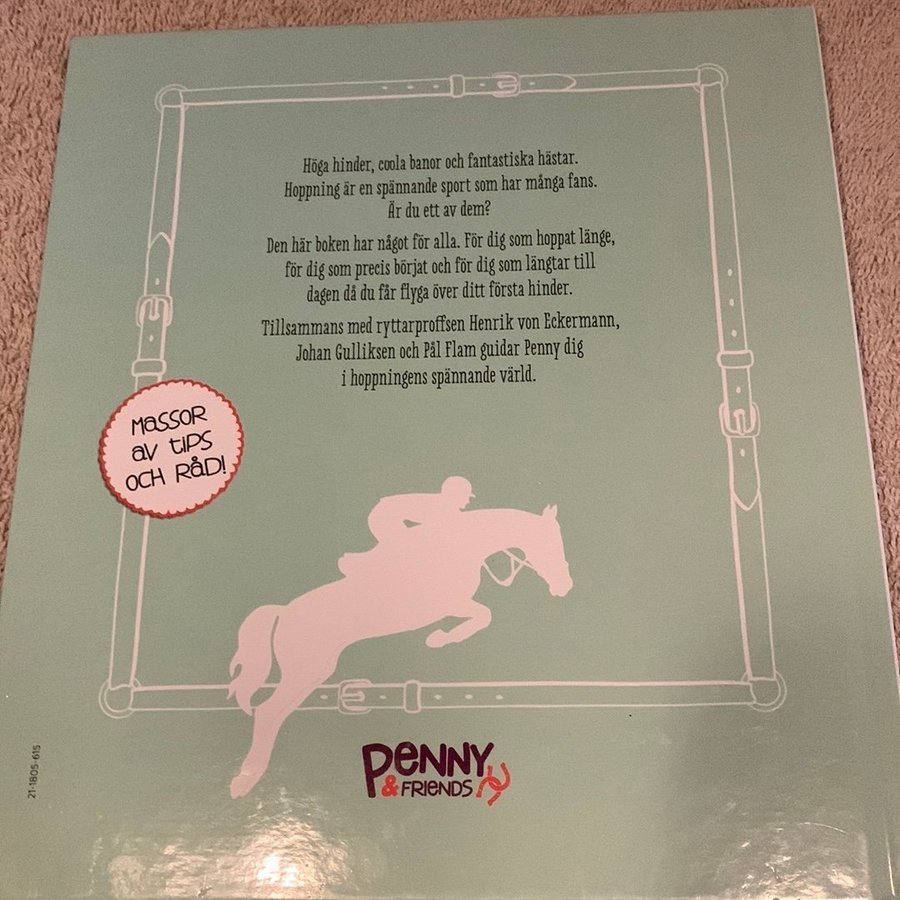 Höga hinder, coola banor och fantastiska hästar.
Hoppning är en spännande sport som har många fans.
Är du ett av dem?
Den här boken har något för alla. För dig som hoppat länge,
för dig som precis börjat och för dig som längtar till
dagen då du får flyga över ditt första hinder.
Tillsammans med ryttarproffsen Henrik von Eckermann,
Johan Gulliksen och Pål Flam guidar Penny dig
i hoppningens spännande värld.
MASSOR
av tiPS
OCH RÅD!
PeNNY
& FRIENDS
21-1805-615